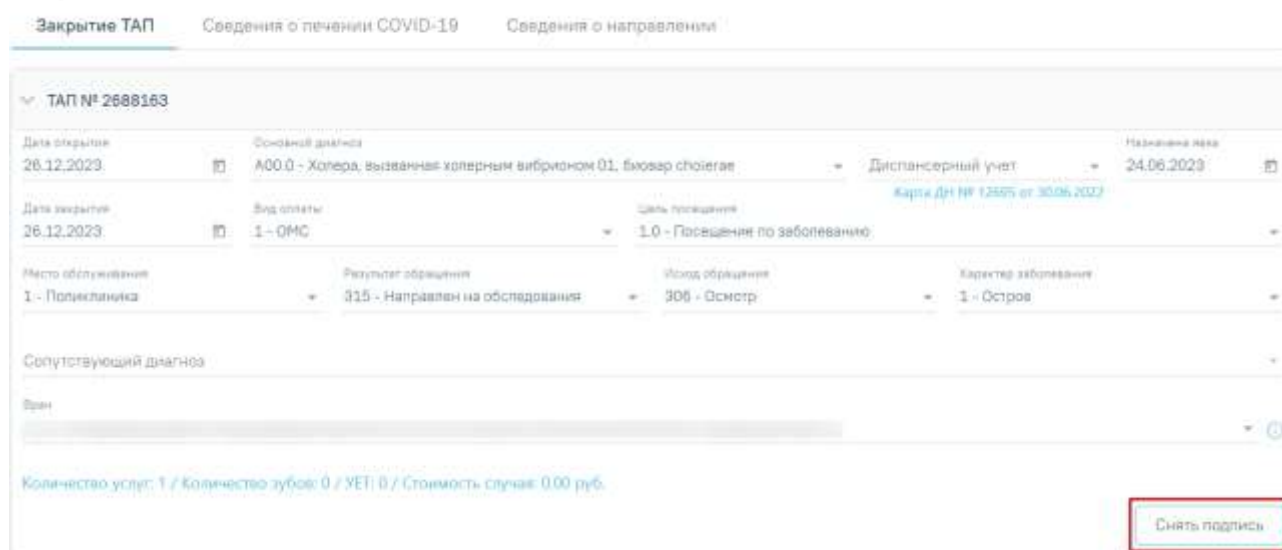 Закрытие ТАП Сведения о лечении COVID-19 Сведения о направлении
ТАП № 2688163
Дата открытия Основной диагноз Назначена явка
26.12.2023 A00.0 - Холера, вызванная холерным вибрионом 01, биовар cholerae Диспансерный учет 24.06.2023
Карта ДН № 12695 от 30.06.2022
Дата закрытия Вид оплаты Цель посещения
26.12.2023 1 - ОМС 1.0 - Посещение по заболеванию
Место обслуживания Результат обращения Исход обращения Характер заболевания
1 - Поликлиника 315 - Направлен на обследования 306 - Осмотр 1 - Острое
Сопутствующий диагноз
Врач
Количество услуг: 1 / Количество зубов: 0 / УЕТ: 0 / Стоимость случая: 0.00 руб.
Снять подпись